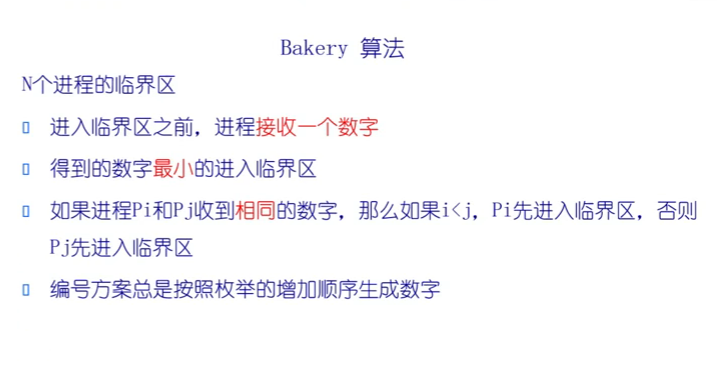 Bakery 算法
N个进程的临界区
▯ 进入临界区之前，进程接收一个数字
▯ 得到的数字最小的进入临界区
▯ 如果进程Pi和Pj收到相同的数字，那么如果i<j，Pi先进入临界区，否则
Pj先进入临界区
▯ 编号方案总是按照枚举的增加顺序生成数字